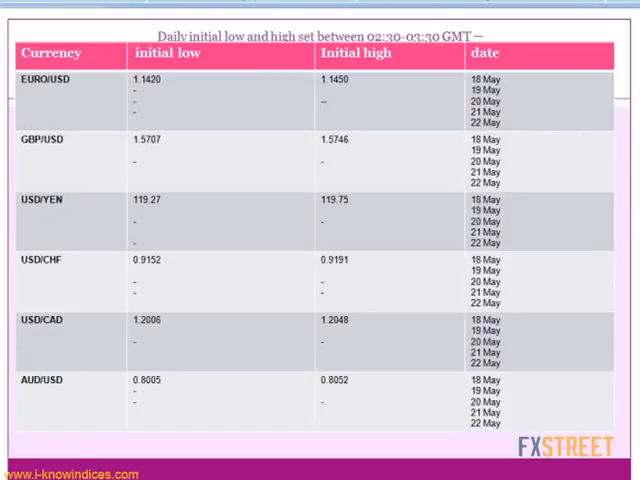 Daily initial low and high set between 02:30-03:30 GMT —
Currency initial low Initial high date
EURO/USD 1.1420 1.1450 18 May
- 19 May
- -- 20 May
- 21 May
22 May
GBP/USD 1.5707 1.5746 18 May
19 May
- - 20 May
21 May
22 May
USD/YEN 119.27 119.75 18 May
19 May
- - 20 May
21 May
- 22 May
USD/CHF 0.9152 0.9191 18 May
19 May
- - 20 May
- - 21 May
22 May
USD/CAD 1.2006 1.2048 18 May
19 May
- - 20 May
21 May
22 May
AUD/USD 0.8005 0.8052 18 May
- 19 May
- - 20 May
21 May
22 May
FXSTREET
www.i-knowindices.com